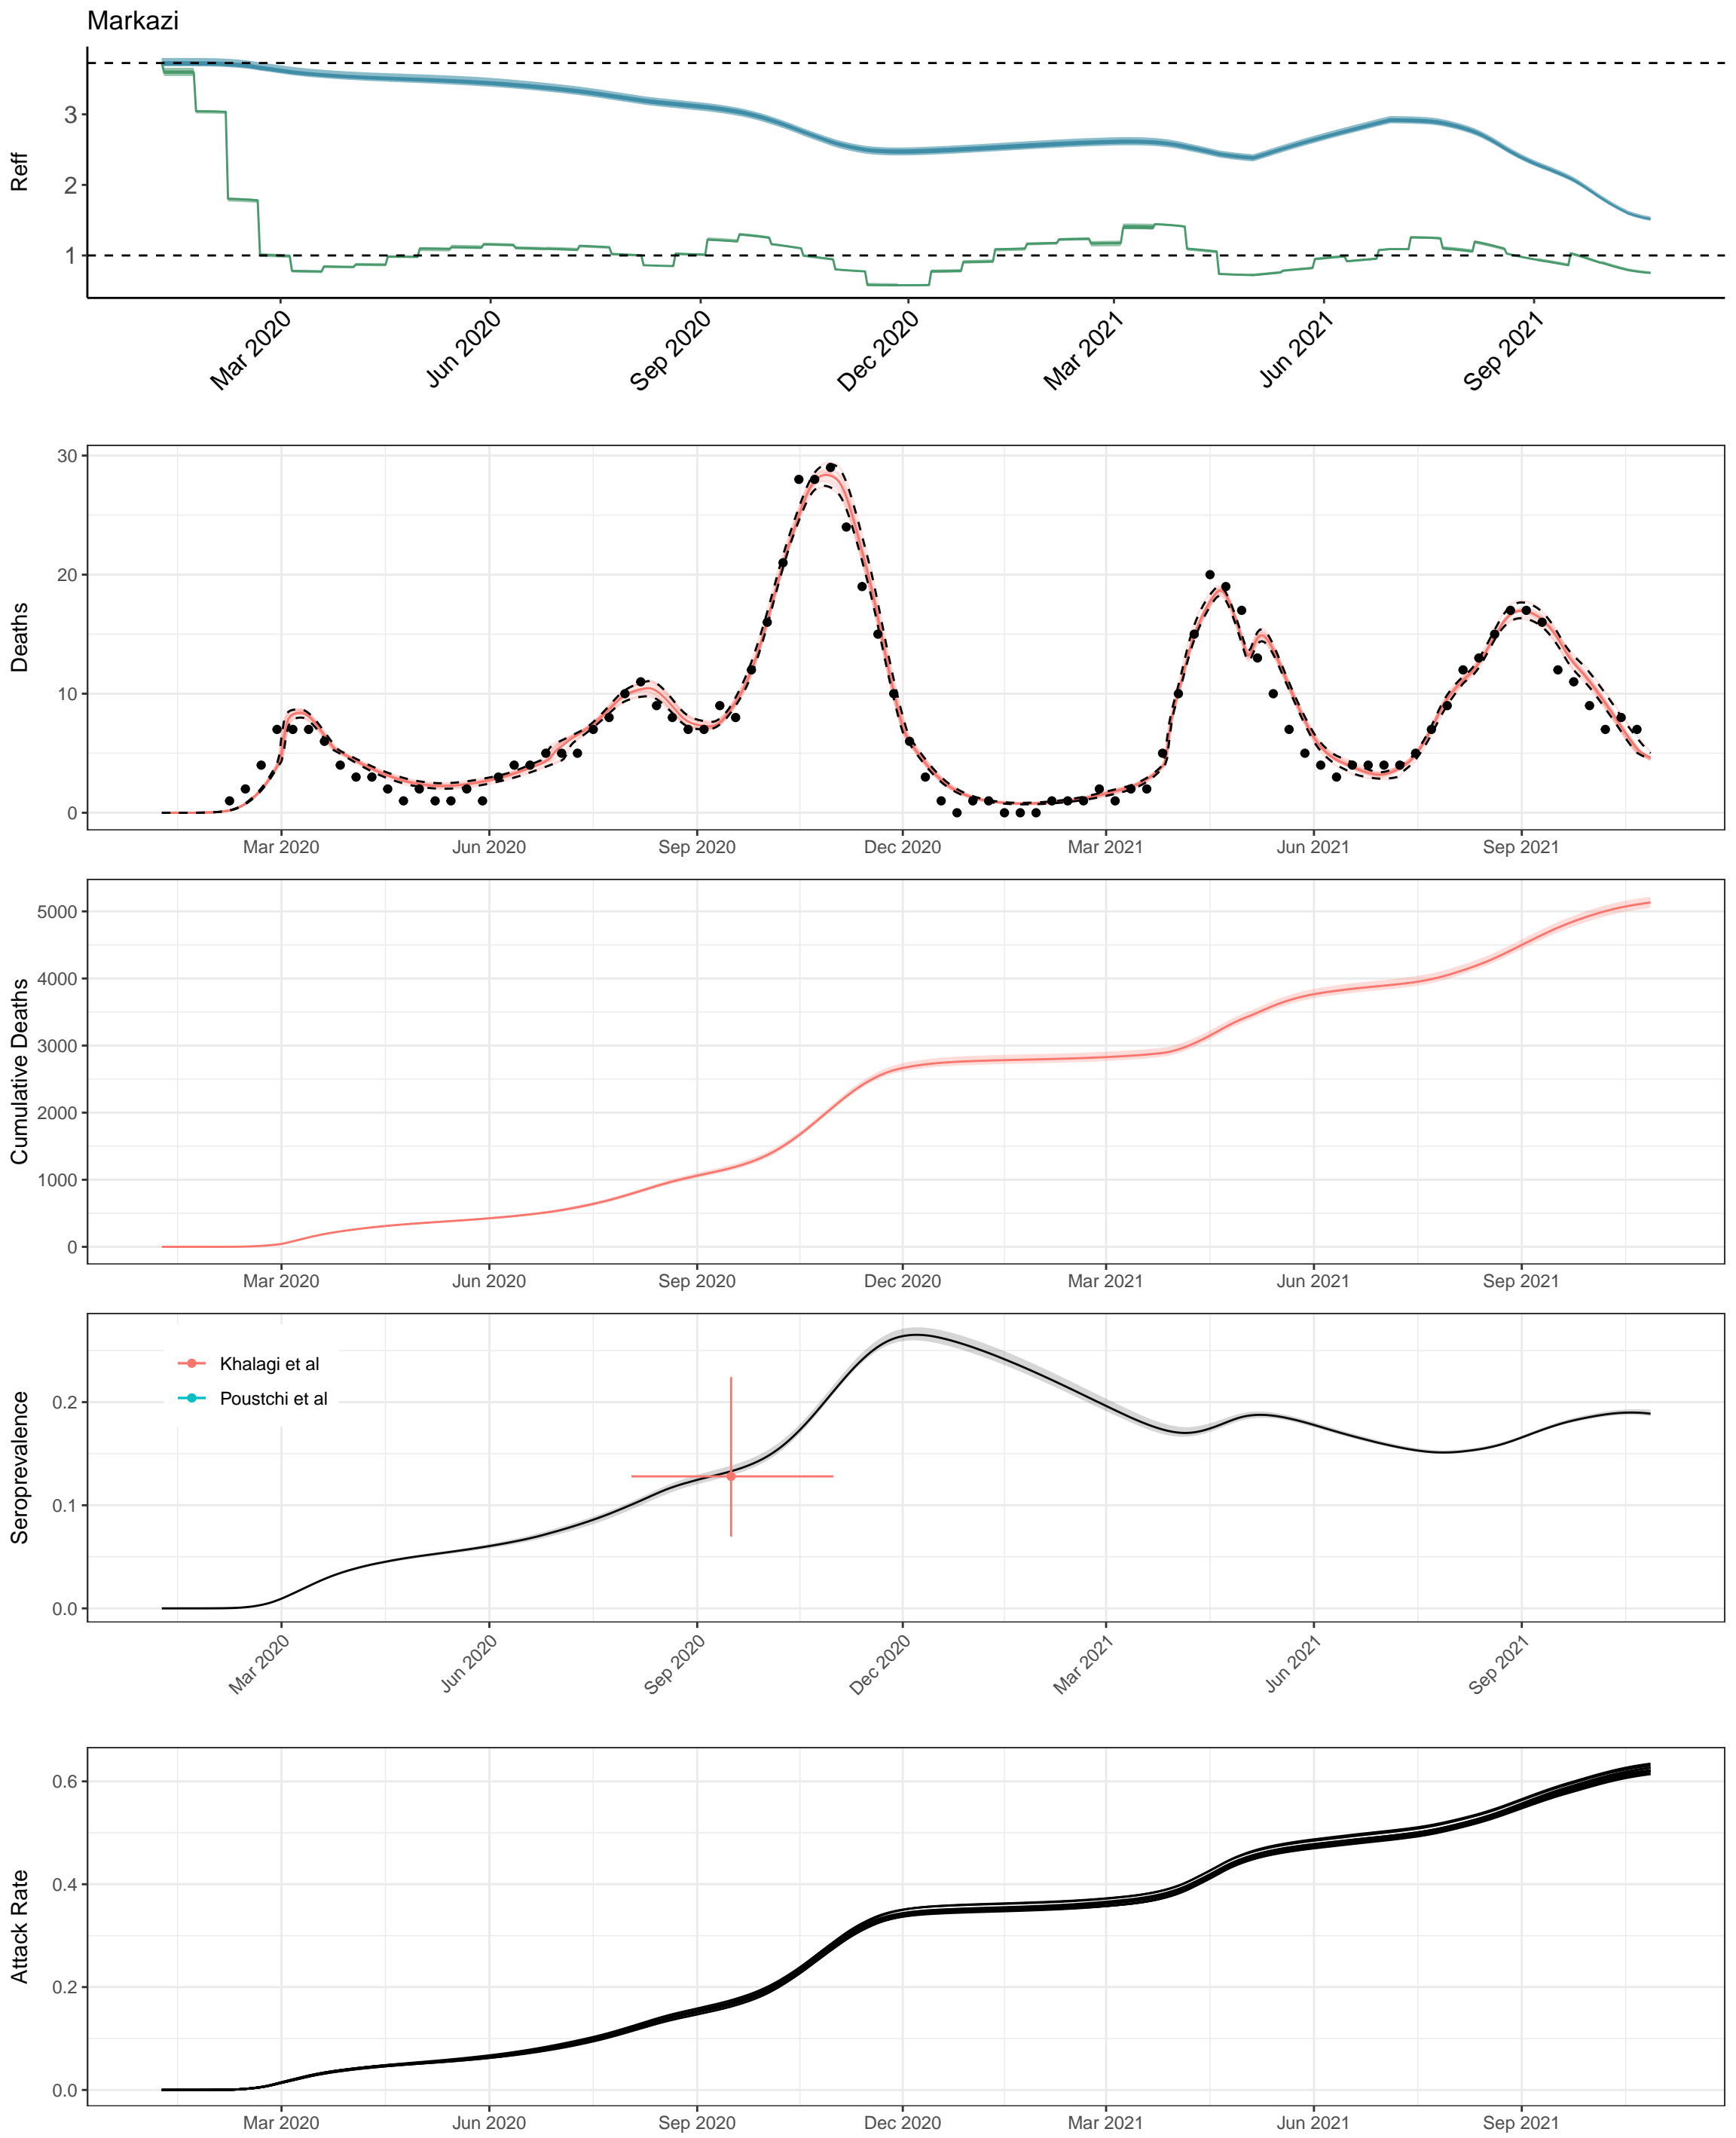 Markazi
Reff
3
2
1
Mar 2020 Jun 2020 Sep 2020 Dec 2020 Mar 2021 Jun 2021 Sep 2021
Deaths
30
20
10
0
Mar 2020 Jun 2020 Sep 2020 Dec 2020 Mar 2021 Jun 2021 Sep 2021
Cumulative Deaths
5000
4000
3000
2000
1000
0
Mar 2020 Jun 2020 Sep 2020 Dec 2020 Mar 2021 Jun 2021 Sep 2021
Seroprevalence
Khalagi et al
Poustchi et al
0.2
0.1
0.0
Mar 2020 Jun 2020 Sep 2020 Dec 2020 Mar 2021 Jun 2021 Sep 2021
Attack Rate
0.6
0.4
0.2
0.0
Mar 2020 Jun 2020 Sep 2020 Dec 2020 Mar 2021 Jun 2021 Sep 2021